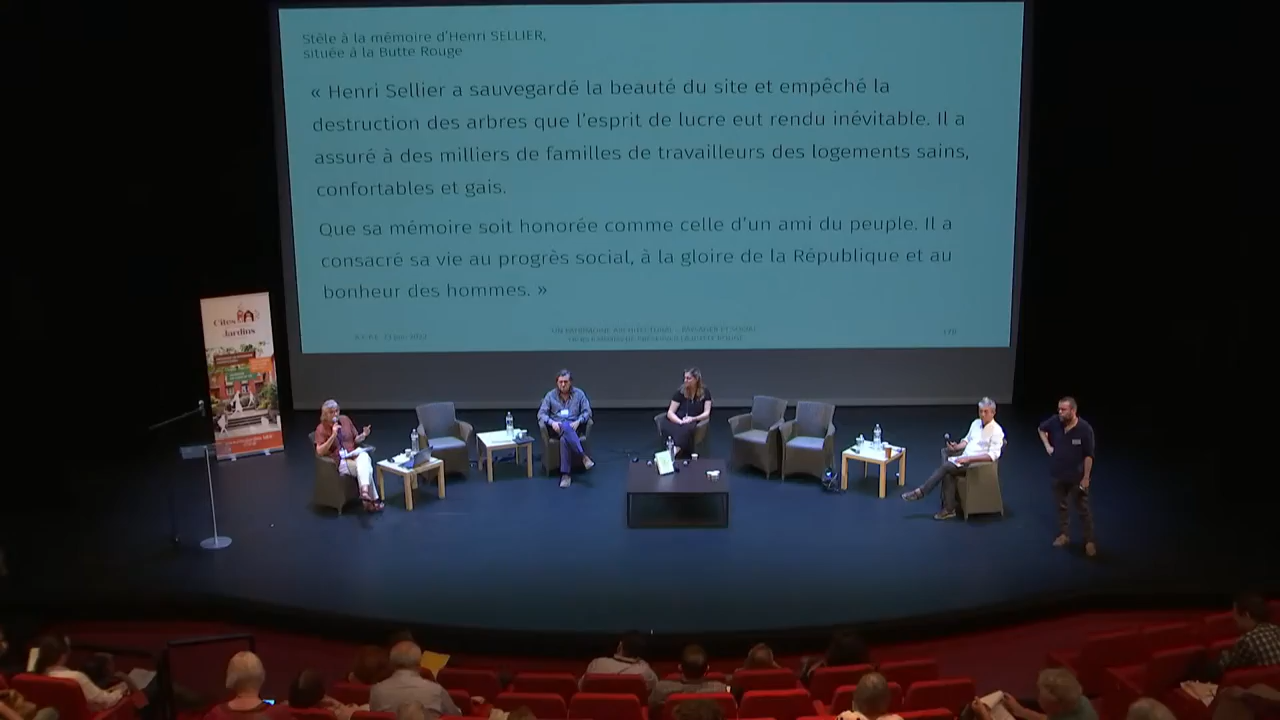 Stèle à la mémoire d'Henri SELLIER,
située à la Butte Rouge
« Henri Sellier a sauvegardé la beauté du site et empêché la
destruction des arbres que l'esprit de lucre eut rendu inévitable. Il a
assuré à des milliers de familles de travailleurs des logements sains,
confortables et gais.
Que sa mémoire soit honorée comme celle d'un ami du peuple. Il a
consacré sa vie au progrès social, à la gloire de la République et au
bonheur des hommes. »
Cités
Jardins